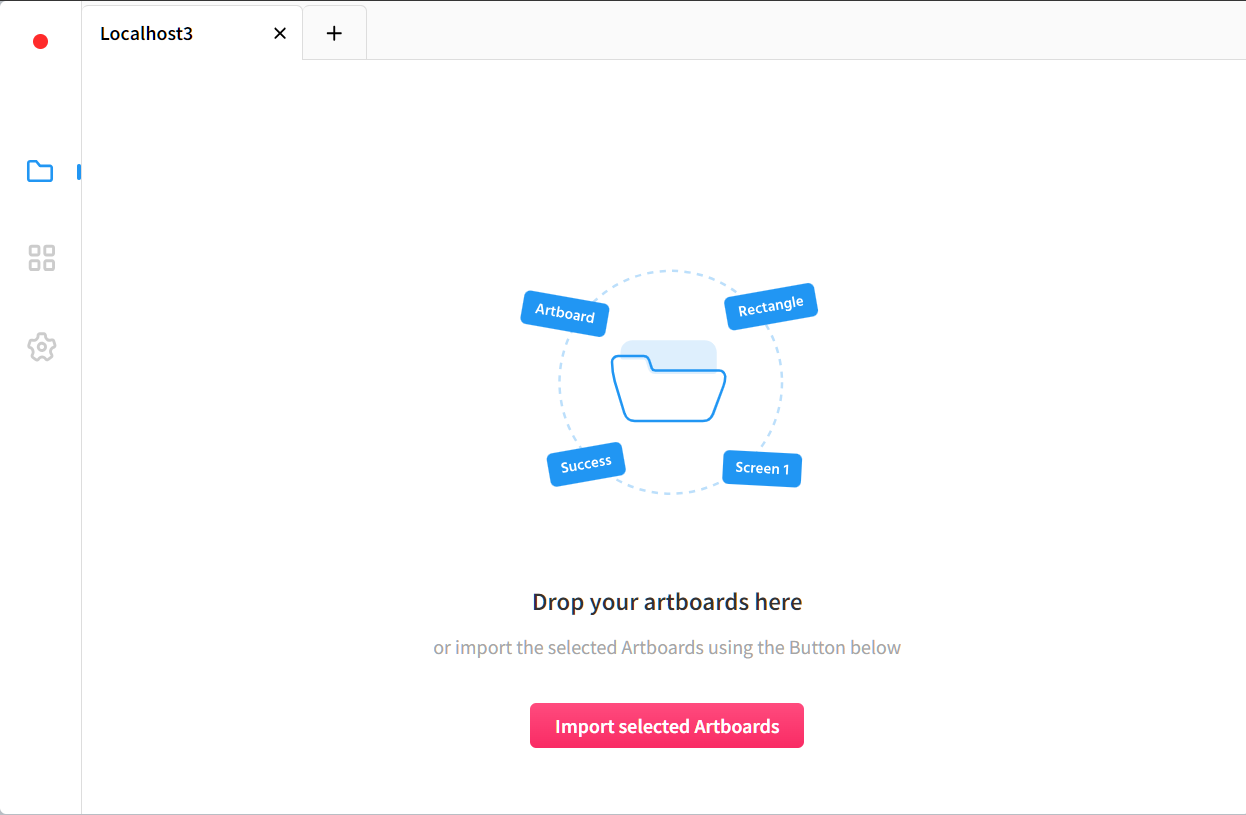 Localhost3
Artboard
Rectangle
Success
Screen 1
Drop your artboards here
or import the selected Artboards using the Button below
Import selected Artboards